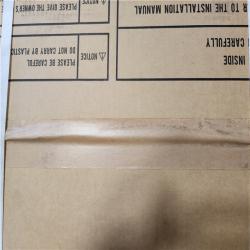 INSIDE
CAREFULLY
R TO THE INSTALLATION MANUAL
NOTICE
PLEASE BE CAREFUL
DO NOT CARRY BY PLASTIC
NOTICE
PLEASE GIVE THE OWNER'S